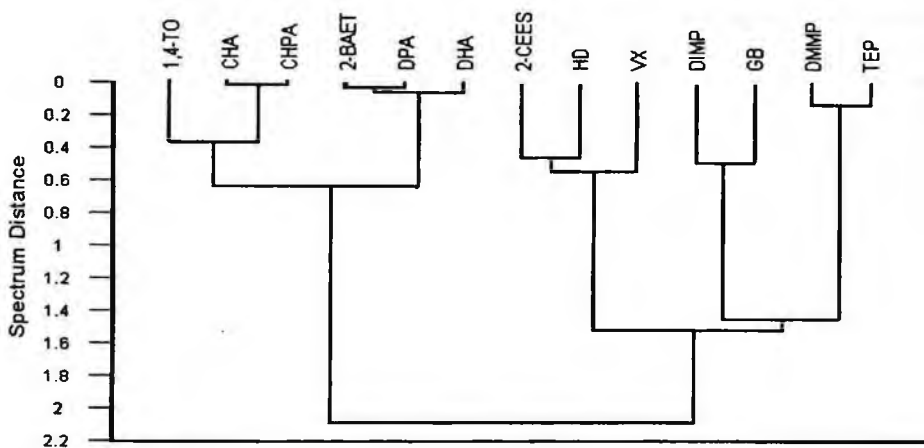 1,4-TO
CHA
CHPA
2-BAET
DPA
DHA
2-CEES
HD
VX
DIMP
GB
DMMP
TEP
Spectrum Distance
0
0.2
0.4
0.6
0.8
1
1.2
1.4
1.6
1.8
2
2.2